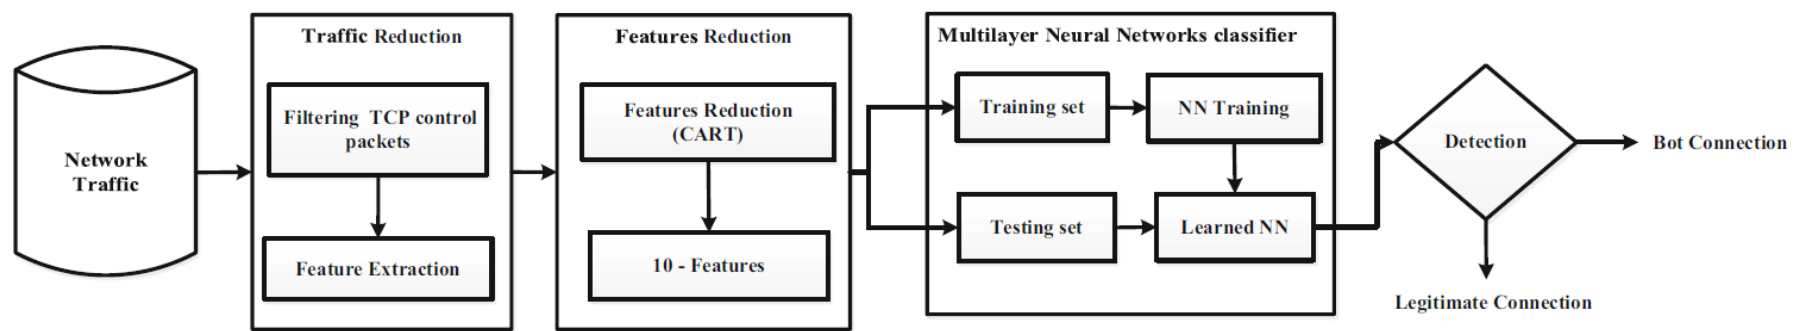 Network
Traffic
Traffic Reduction
Filtering TCP control
packets
Feature Extraction
Features Reduction
Features Reduction
(CART)
10 - Features
Multilayer Neural Networks classifier
Training set
NN Training
Testing set
Learned NN
Detection
Bot Connection
Legitimate Connection